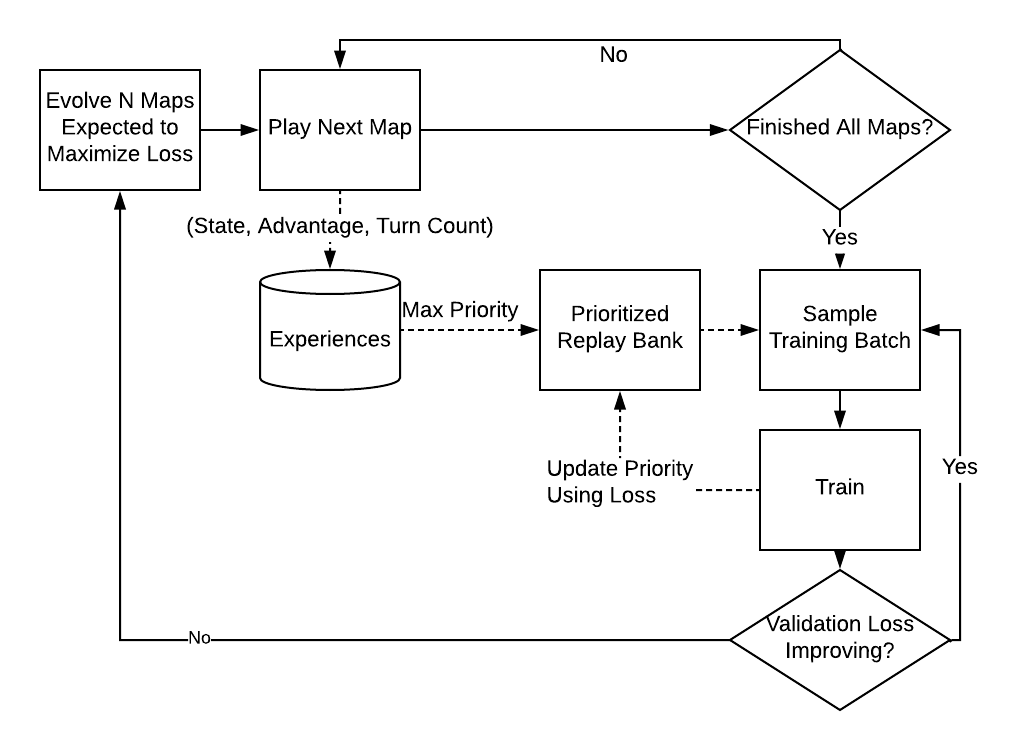 No
Evolve N Maps
Expected to
Maximize Loss
Play Next Map
Finished All Maps?
(State, Advantage, Turn Count)
Yes
Experiences
Max Priority
Prioritized
Replay Bank
Sample
Training Batch
Update Priority
Using Loss
Train
Yes
Validation Loss
Improving?
No